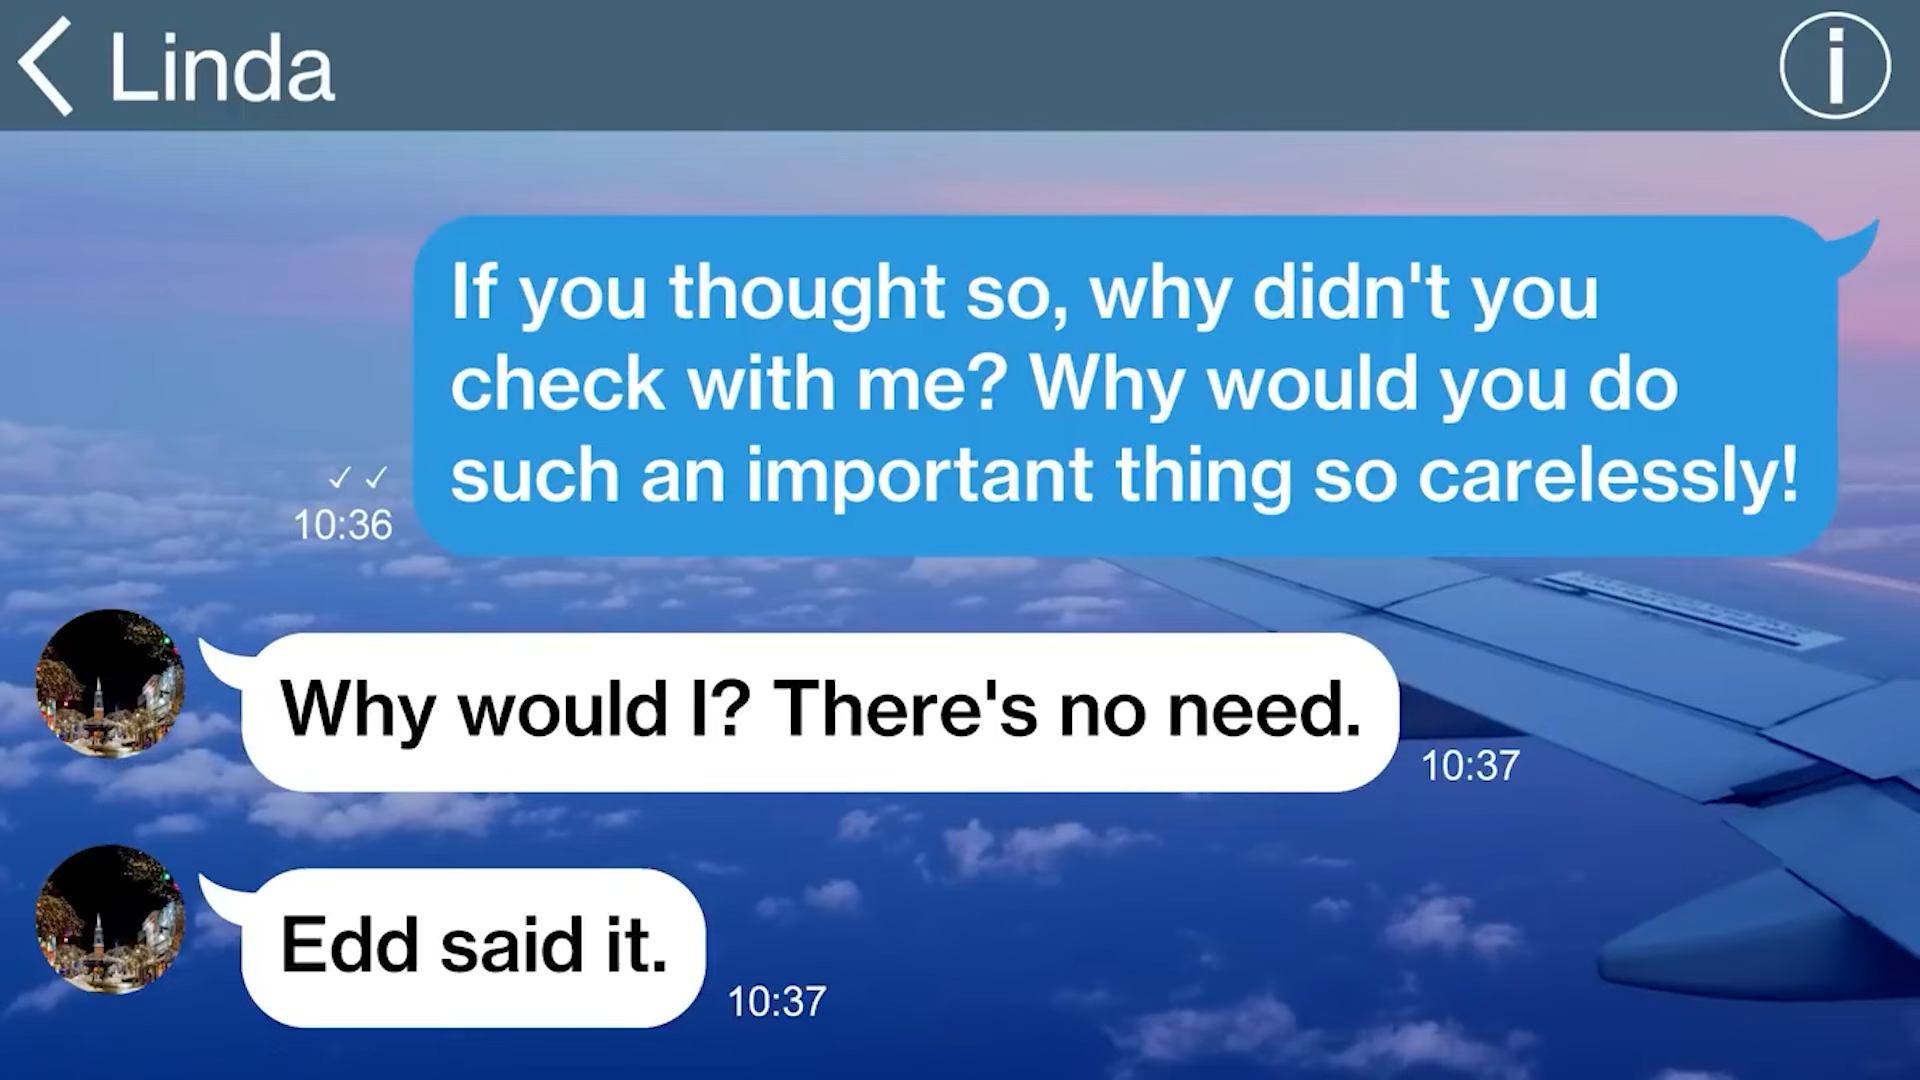 Linda
i
If you thought so, why didn't you
check with me? Why would you do
such an important thing so carelessly!
10:36
Why would I? There's no need.
10:37
Edd said it.
10:37